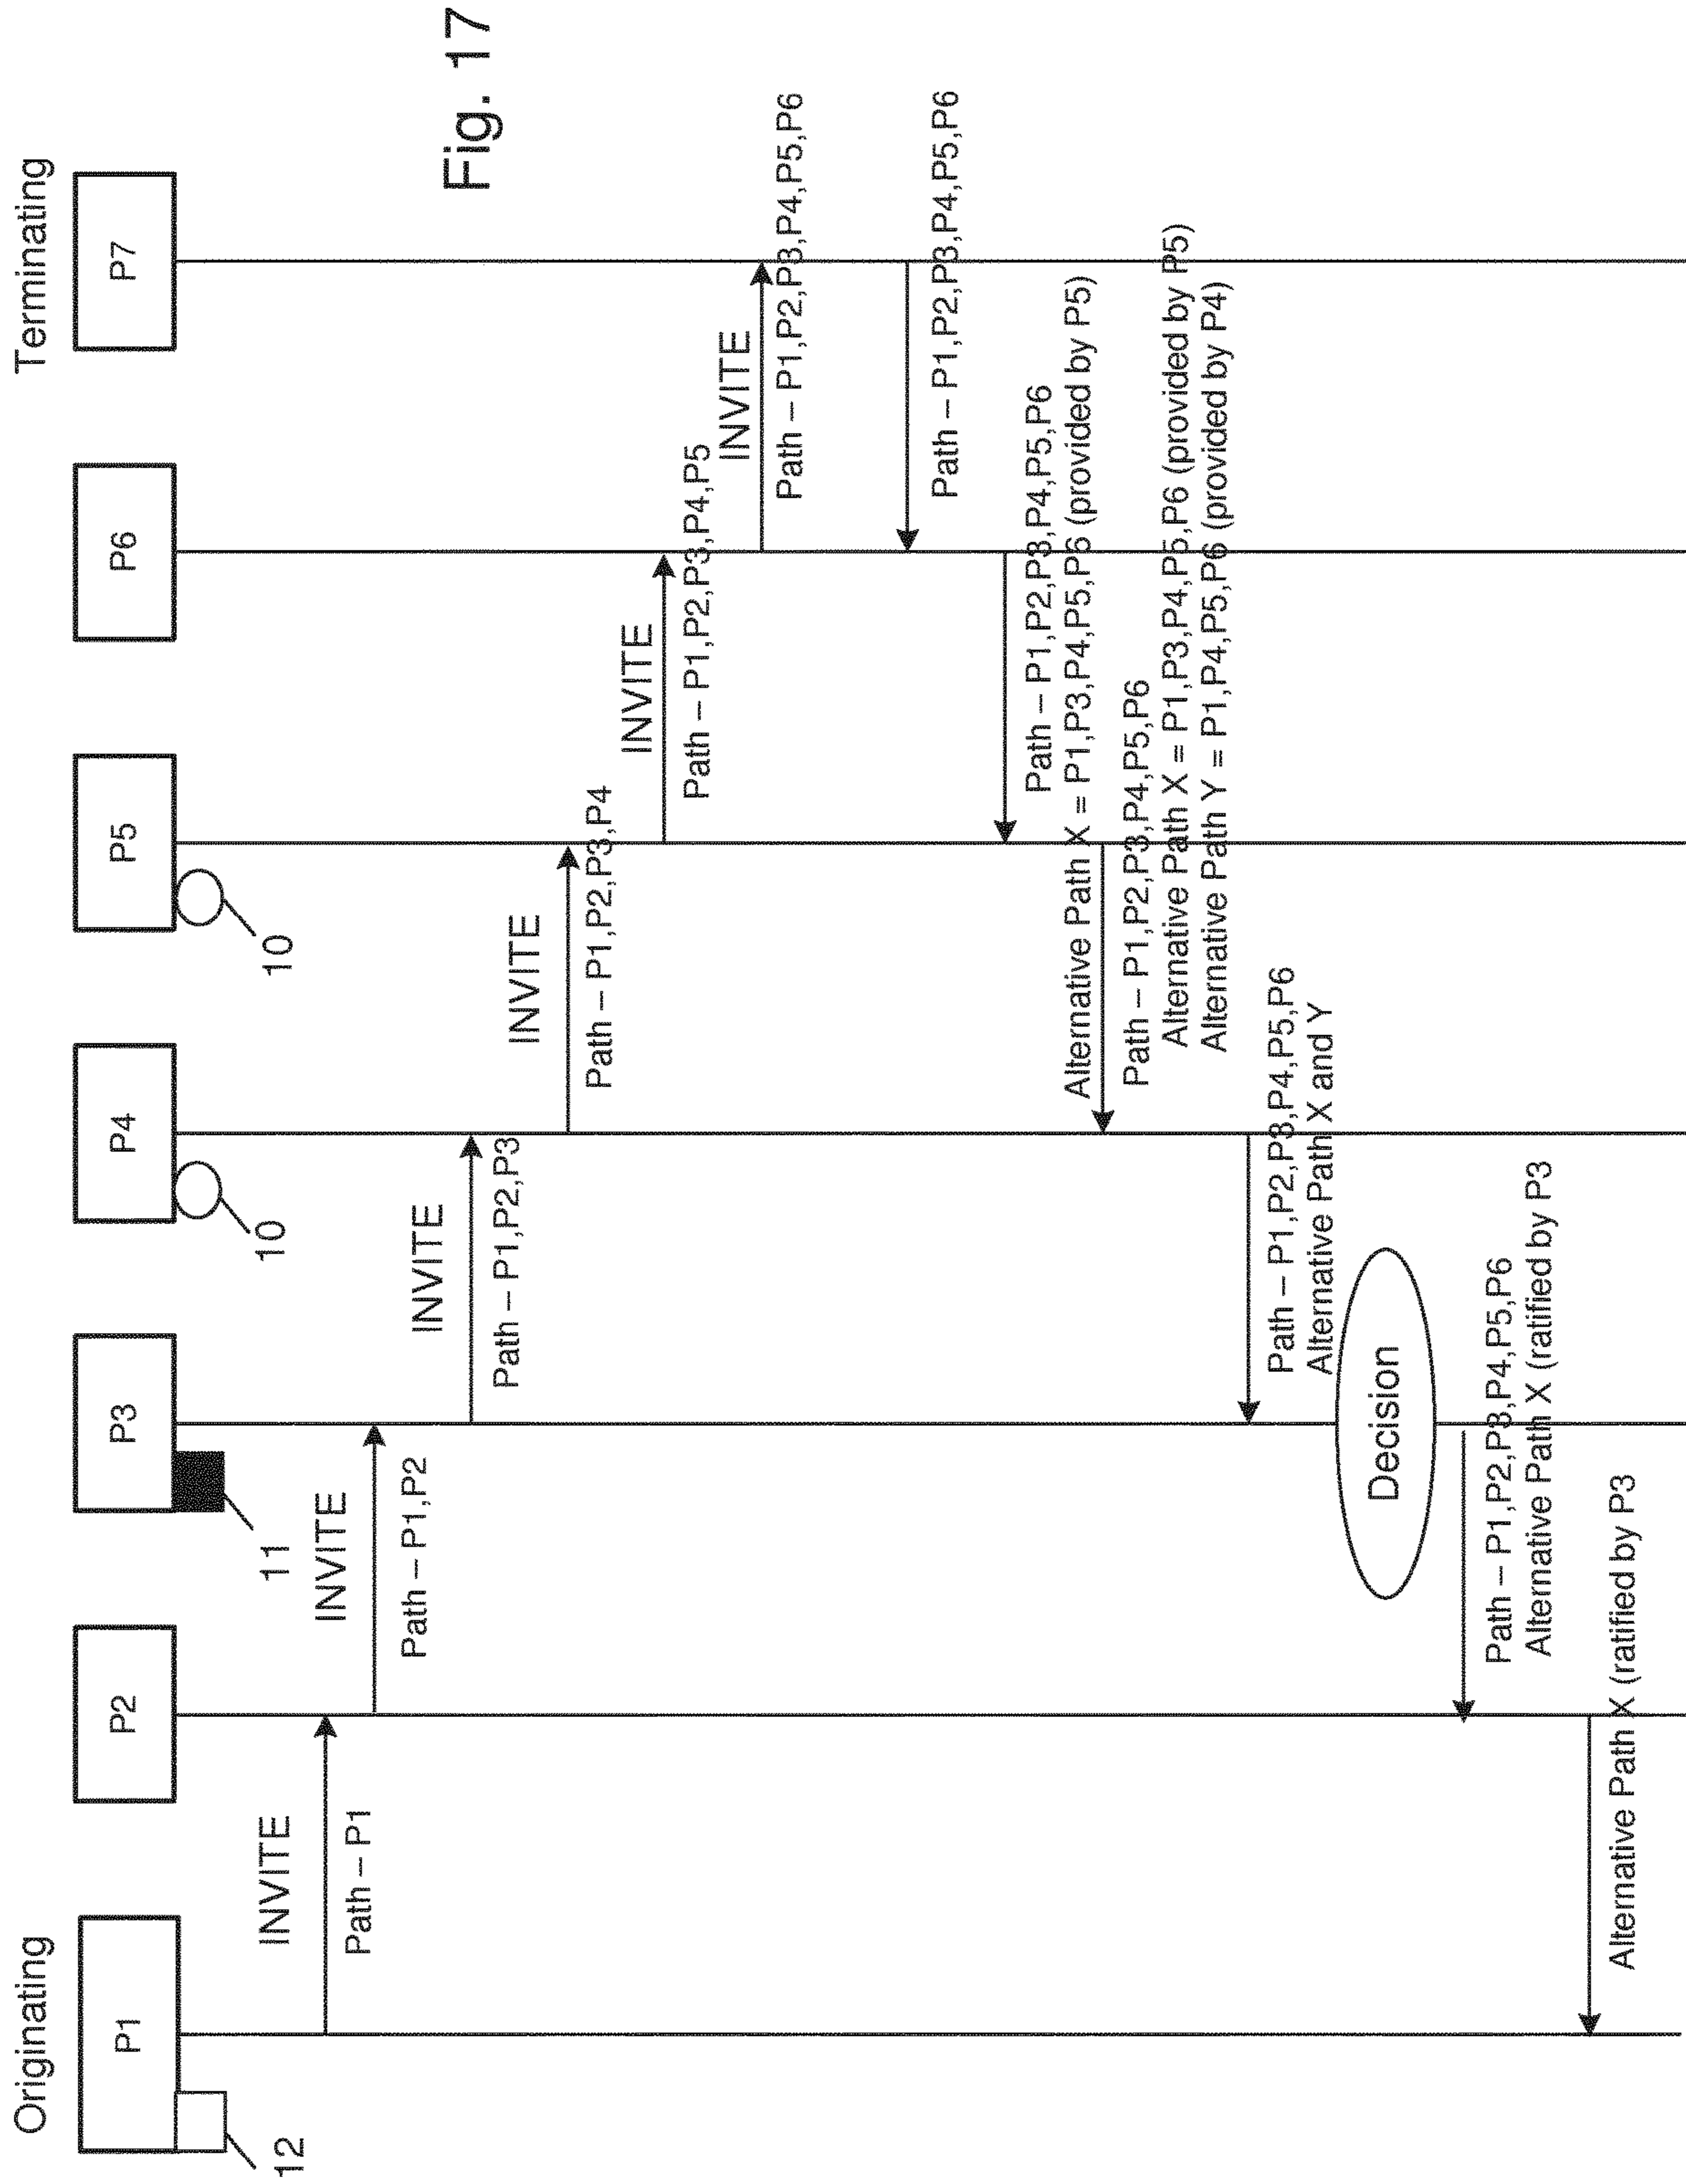 Originating
Terminating
P1
P2
P3
P4
P5
P6
P7
12
11
10
10
Fig. 17
INVITE
Path – P1
INVITE
Path – P1,P2
INVITE
Path – P1,P2,P3
INVITE
Path – P1,P2,P3,P4
INVITE
Path – P1,P2,P3,P4,P5
INVITE
Path – P1,P2,P3,P4,P5,P6
Path – P1,P2,P3,P4,P5,P6
Path – P1,P2,P3,P4,P5,P6
Alternative Path X = P1,P3,P4,P5,P6 (provided by P5)
Path – P1,P2,P3,P4,P5,P6
Alternative Path X = P1,P3,P4,P5,P6 (provided by P5)
Alternative Path Y = P1,P4,P5,P6 (provided by P4)
Path – P1,P2,P3,P4,P5,P6
Alternative Path X and Y
Decision
Path – P1,P2,P3,P4,P5,P6
Alternative Path X (ratified by P3
Alternative Path X (ratified by P3